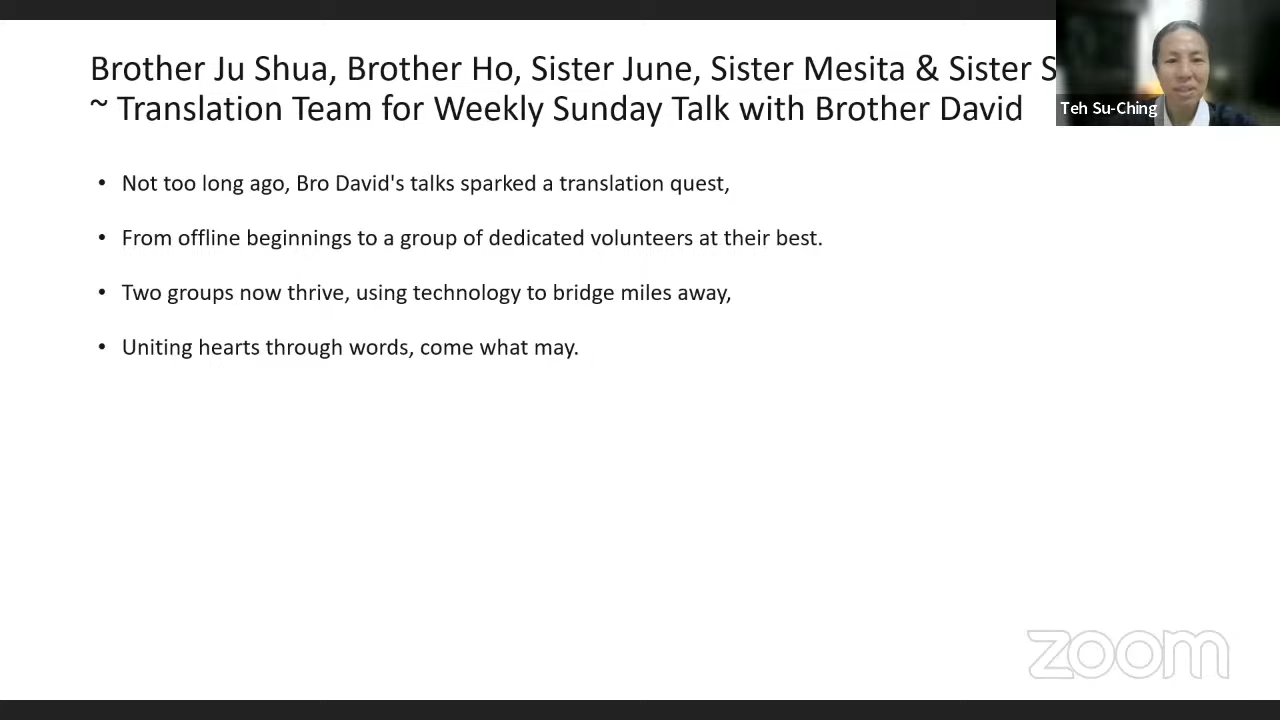 Brother Ju Shua, Brother Ho, Sister June, Sister Mesita & Sister
~ Translation Team for Weekly Sunday Talk with Brother David
Teh Su-Ching
• Not too long ago, Bro David's talks sparked a translation quest,
• From offline beginnings to a group of dedicated volunteers at their best.
• Two groups now thrive, using technology to bridge miles away,
• Uniting hearts through words, come what may.
zoom